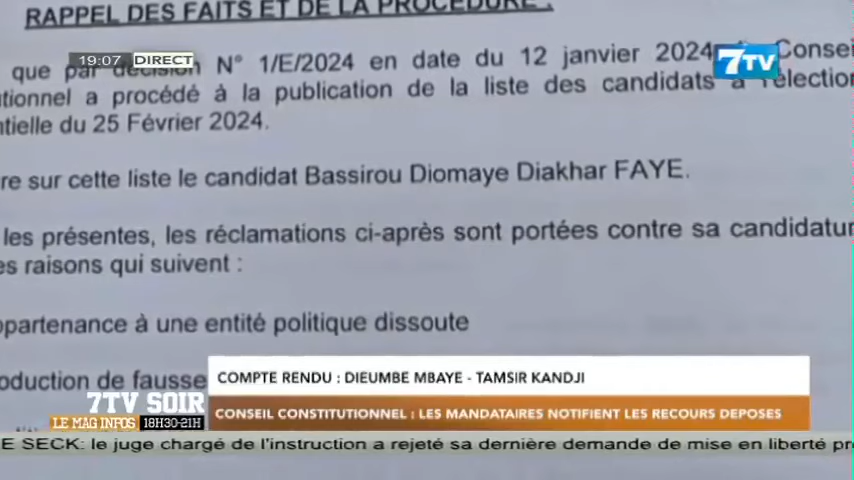 RAPPEL DES FAITS ET DE LA PROCEDURE :
19:07 DIRECT
que par décision N° 1/E/2024 en date du 12 janvier 2024 Consei
7TV
utionnel a procédé à la publication de la liste des candidats à l'élection
ntielle du 25 Février 2024.
re sur cette liste le candidat Bassirou Diomaye Diakhar FAYE.
les présentes, les réclamations ci-après sont portées contre sa candidatur
es raisons qui suivent :
ppartenance à une entité politique dissoute
oduction de fausse
COMPTE RENDU : DIEUMBE MBAYE - TAMSIR KANDJI
7TV SOIR
LE MAG INFOS 18H30-21H
CONSEIL CONSTITUTIONNEL : LES MANDATAIRES NOTIFIENT LES RECOURS DEPOSES
E SECK: le juge chargé de l'instruction a rejeté sa dernière demande de mise en liberté pr